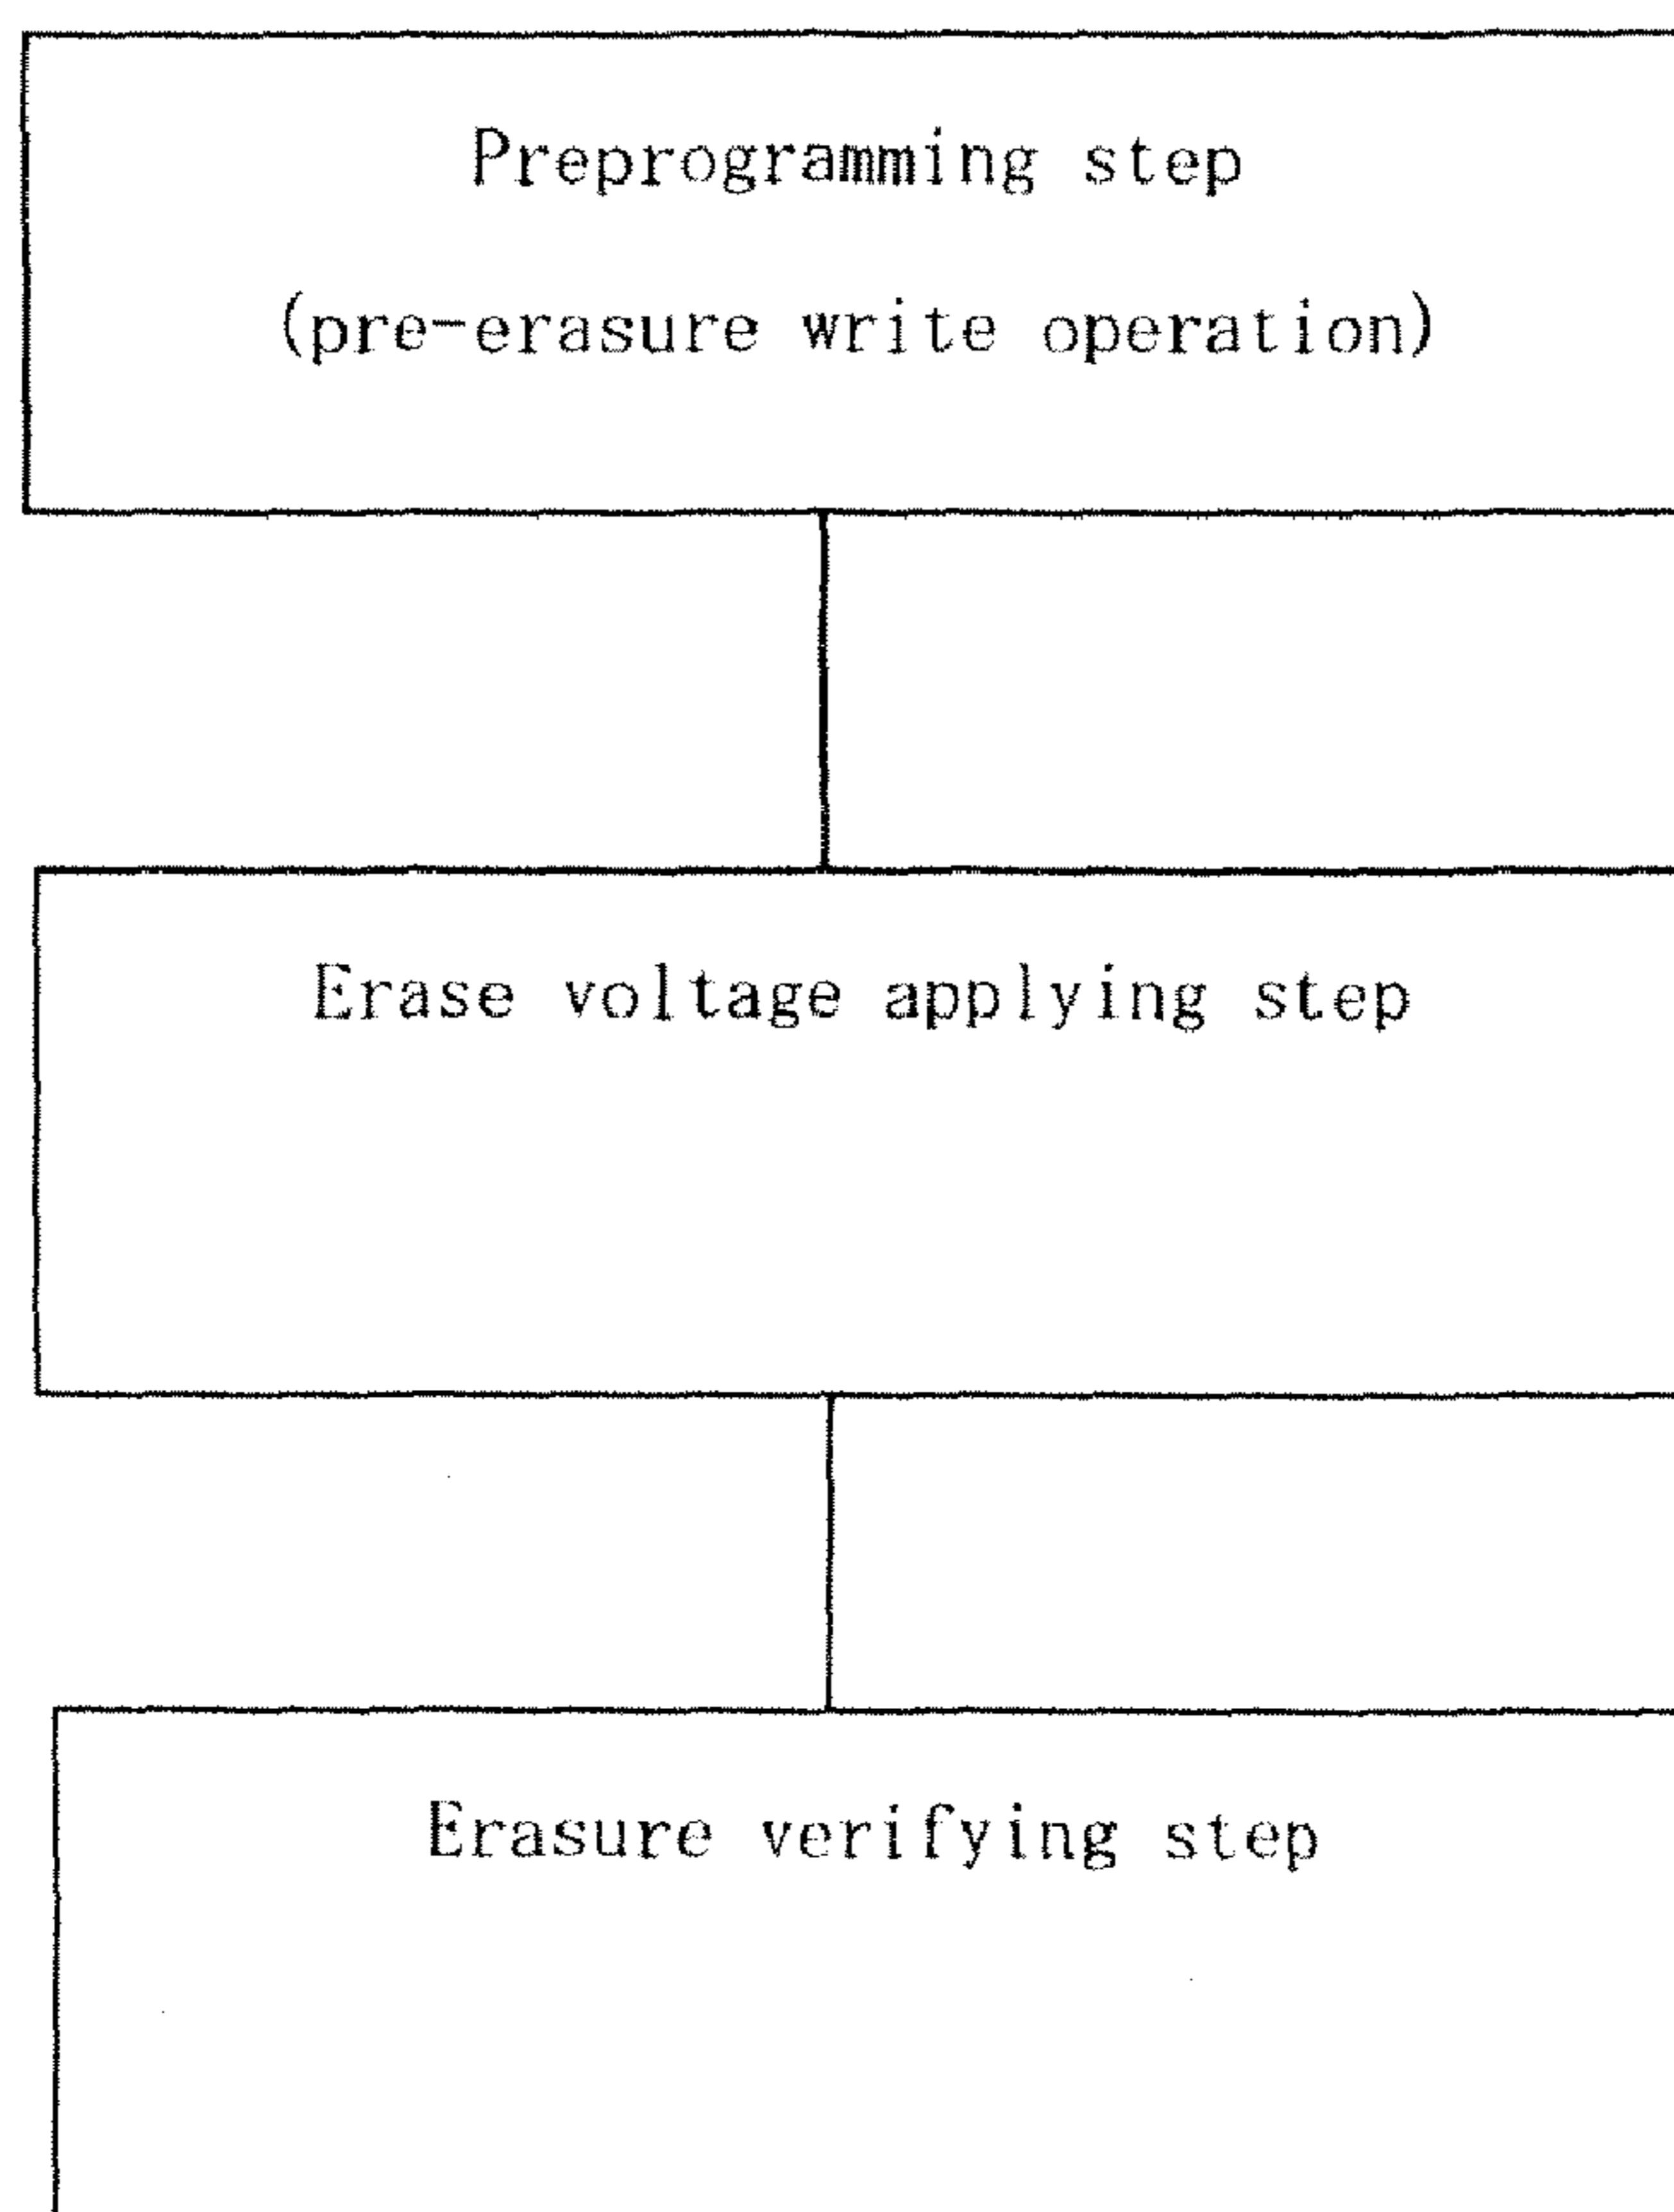 Preprogramming step
(pre-erasure write operation)
Erase voltage applying step
Erasure verifying step